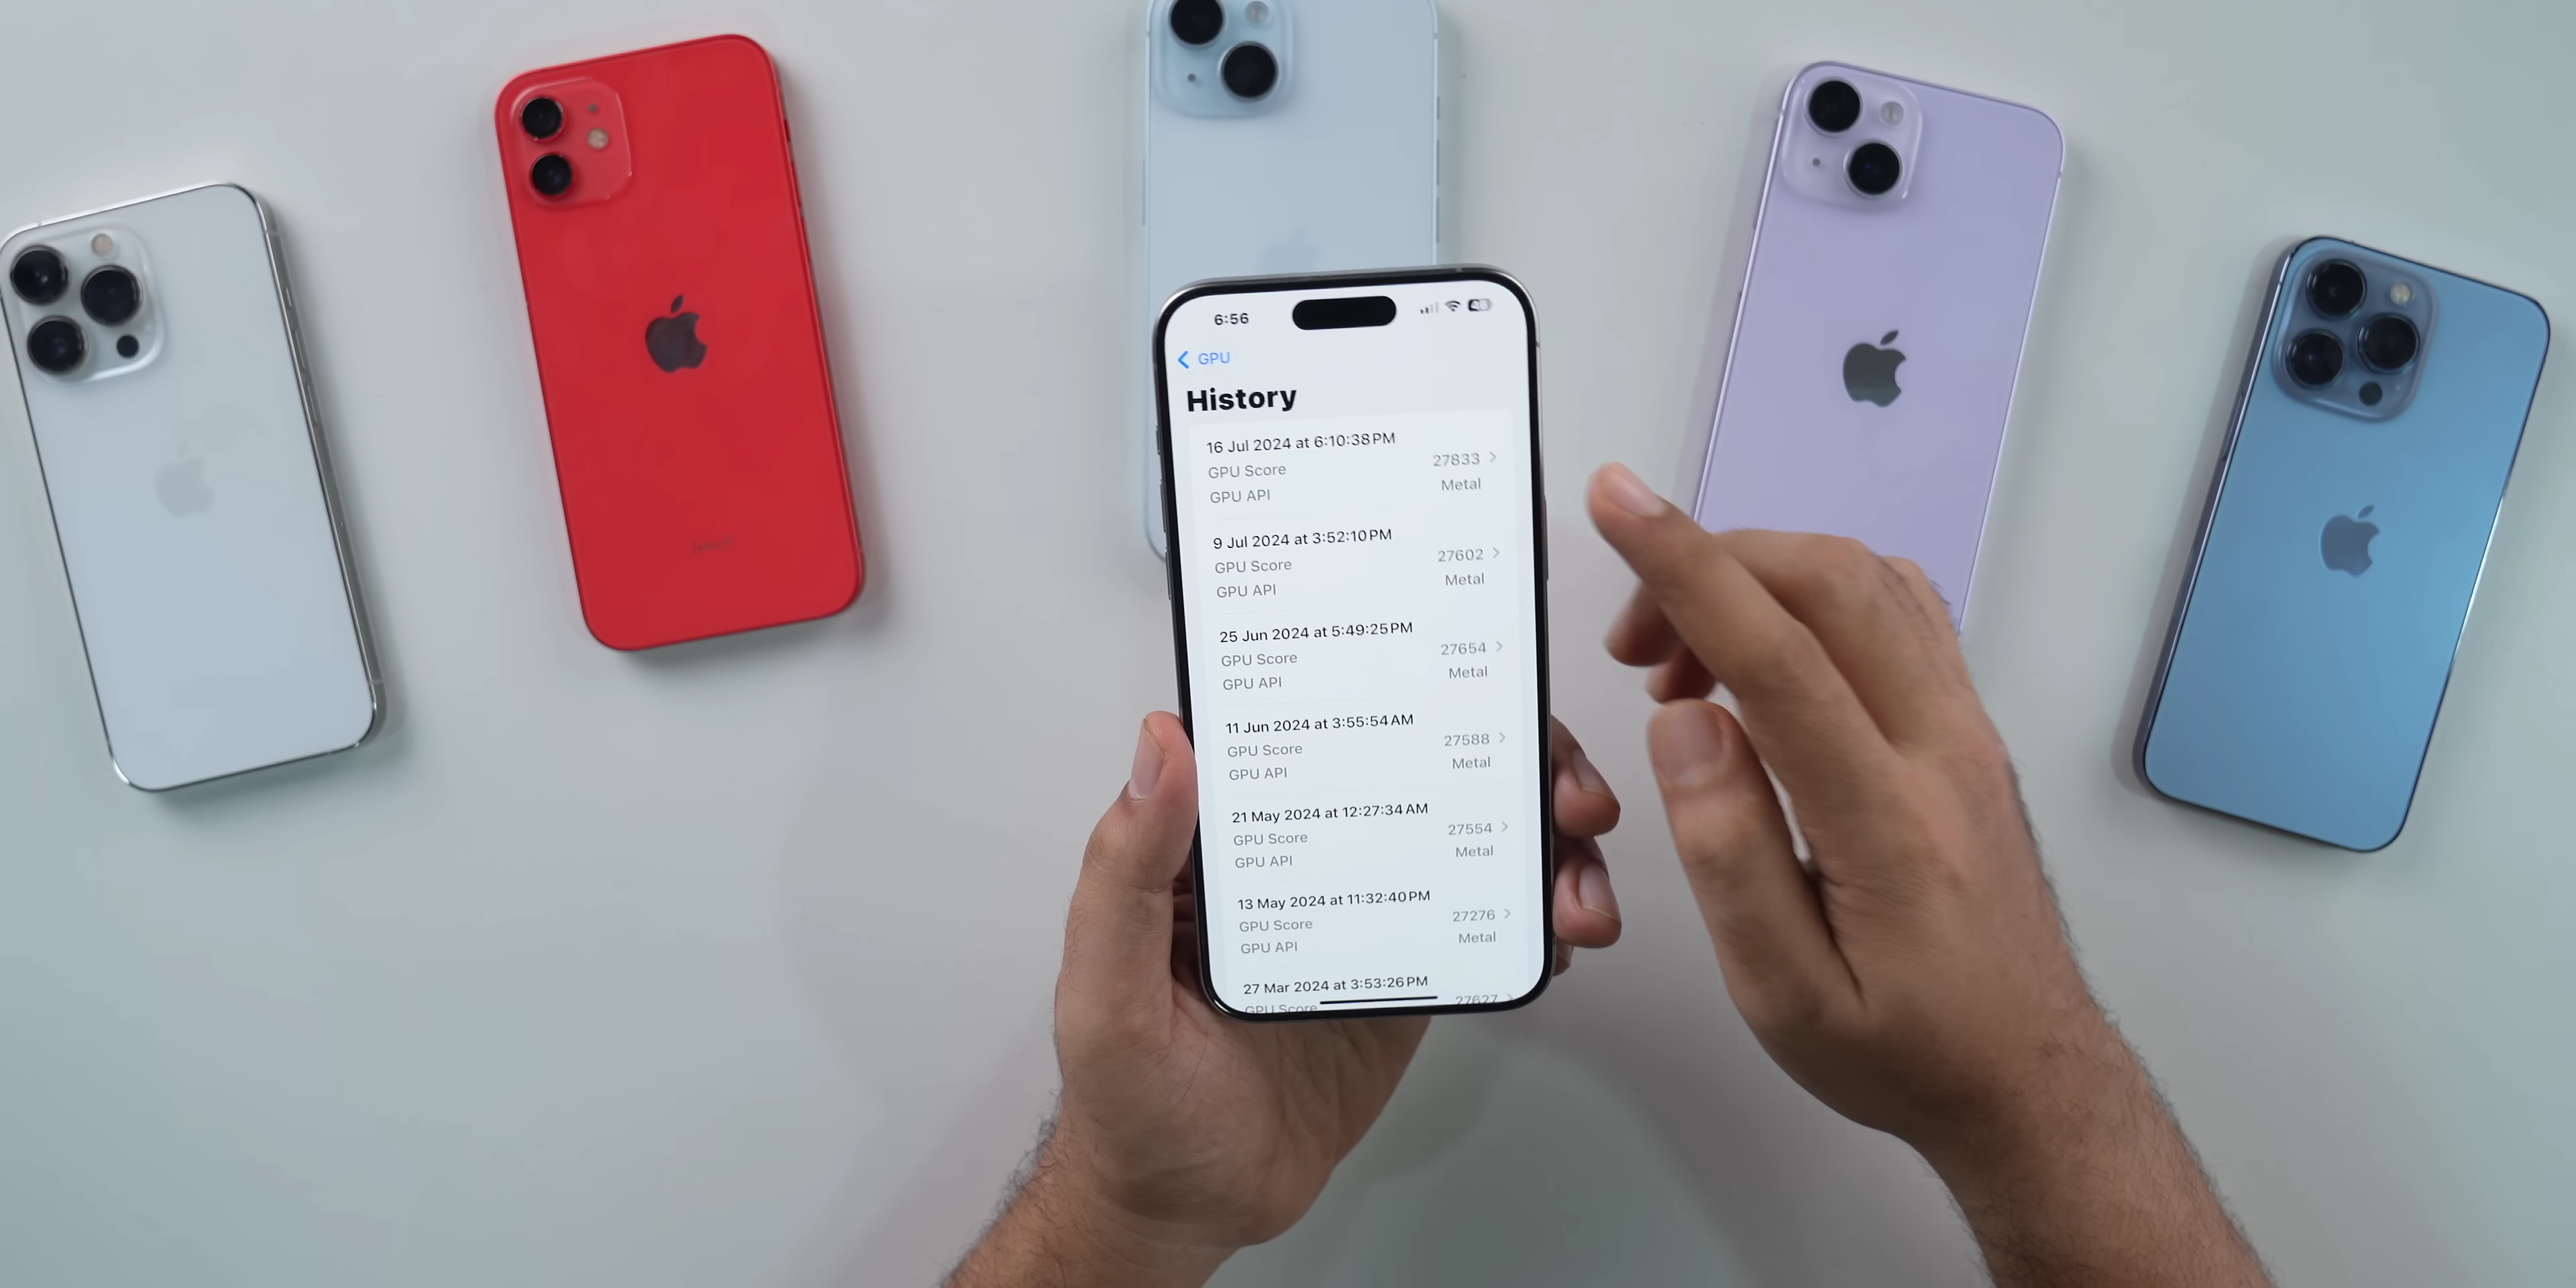 6:56
GPU
History
16 Jul 2024 at 6:10:38 PM
GPU Score 27833
GPU API Metal
9 Jul 2024 at 3:52:10 PM
GPU Score 27602
GPU API Metal
25 Jun 2024 at 5:49:25 PM
GPU Score 27654
GPU API Metal
11 Jun 2024 at 3:55:54 AM
GPU Score 27588
GPU API Metal
21 May 2024 at 12:27:34 AM
GPU Score 27554
GPU API Metal
13 May 2024 at 11:32:40 PM
GPU Score 27276
GPU API Metal
27 Mar 2024 at 3:53:26 PM
GPU Score 27627